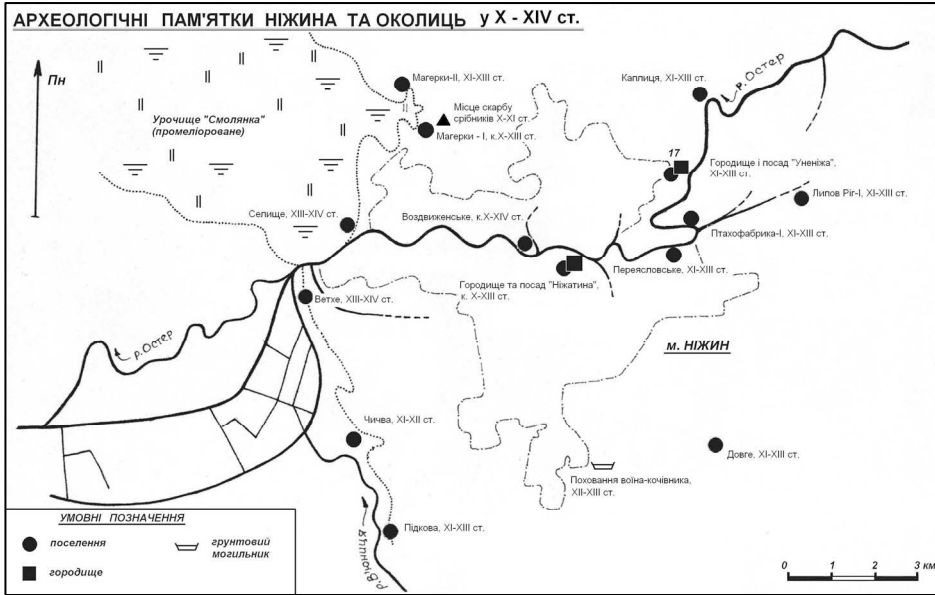 АРХЕОЛОГІЧНІ ПАМ'ЯТКИ НІЖИНА ТА ОКОЛИЦЬ у X - XIV ст.
Пн
Урочище "Смолянка"
(промеліороване)
Магерки-II, XI-XIII ст.
Місце скарбу
срібників X-XI ст.
Магерки - I, к.X-XIII ст.
Каплиця, XI-XIII ст.
р. Остер
17
Городище і посад "Уненіжа",
XI-XIII ст.
Липов Ріг-I, XI-XIII ст.
Селище, XIII-XIV ст.
Воздвиженське, к.X-XIV ст.
Птахофабрика-I, XI-XIII ст.
Переясловське, XI-XIII ст.
Городище та посад "Ніжатина",
к. X-XIII ст.
Ветхе, XIII-XIV ст.
р. Остер
м. НІЖИН
Чичва, XI-XII ст.
Довге, XI-XIII ст.
Поховання воїна-кочівника,
XII-XIII ст.
Підкова, XI-XIII ст.
р. В'юниця
УМОВНІ ПОЗНАЧЕННЯ
поселення
грунтовий
могильник
городище
0 1 2 3 км